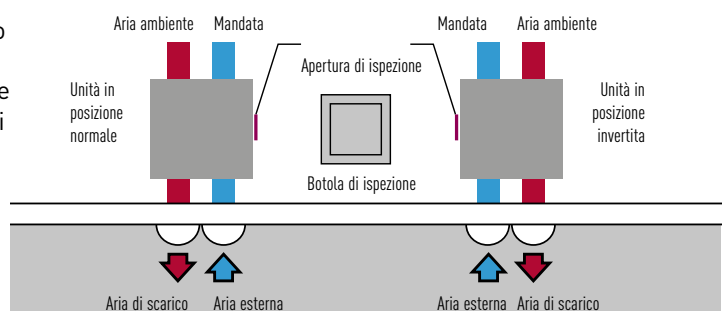 o
e
i
Aria ambiente
Mandata
Mandata
Aria ambiente
Apertura di ispezione
Unità in
posizione
normale
Unità in
posizione
invertita
Botola di ispezione
Aria di scarico
Aria esterna
Aria esterna
Aria di scarico